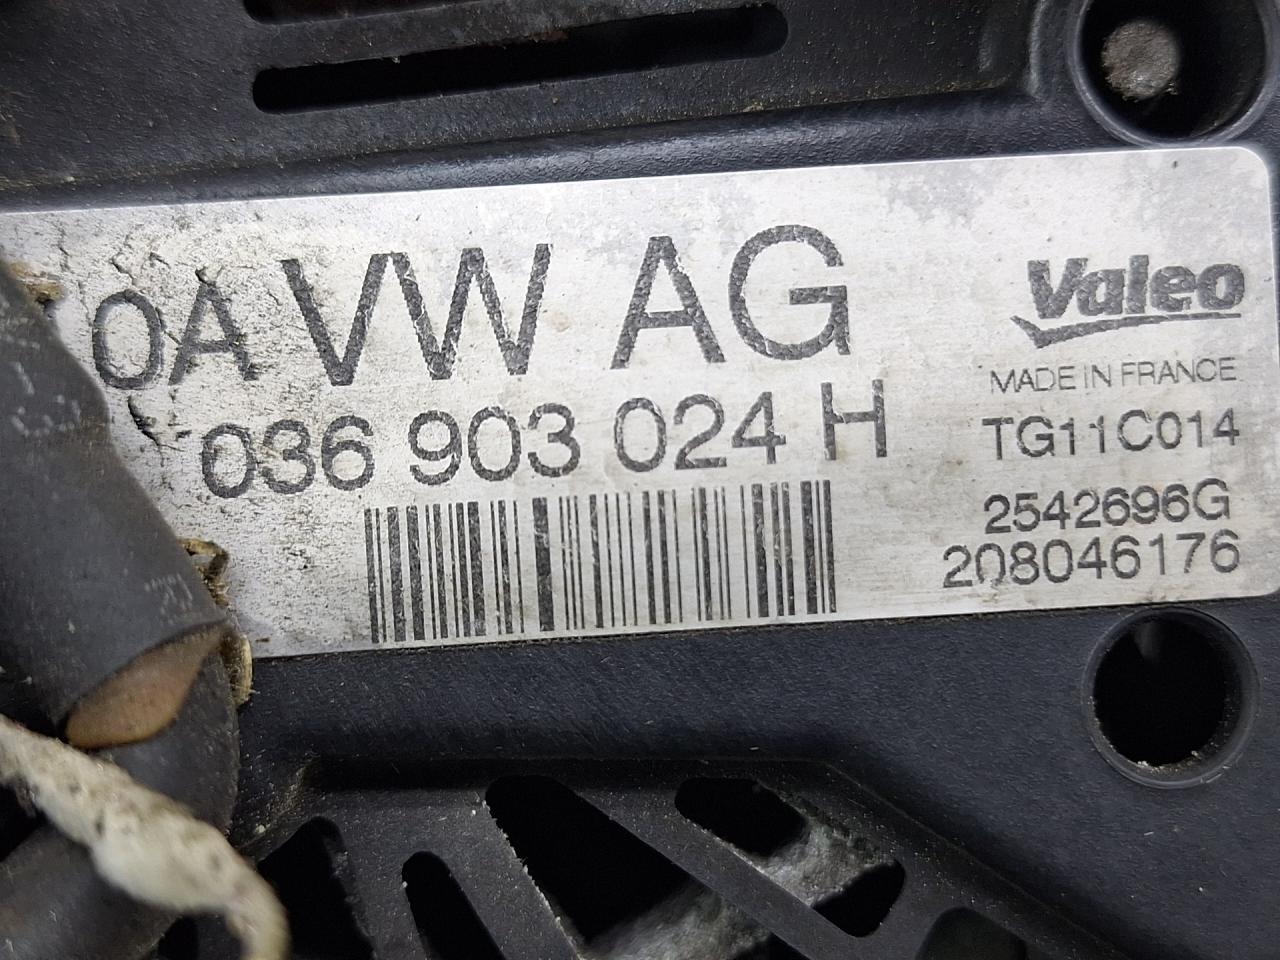 0A VW AG
036 903 024 H
Valeo
MADE IN FRANCE
TG11C014
2542696G
208046176